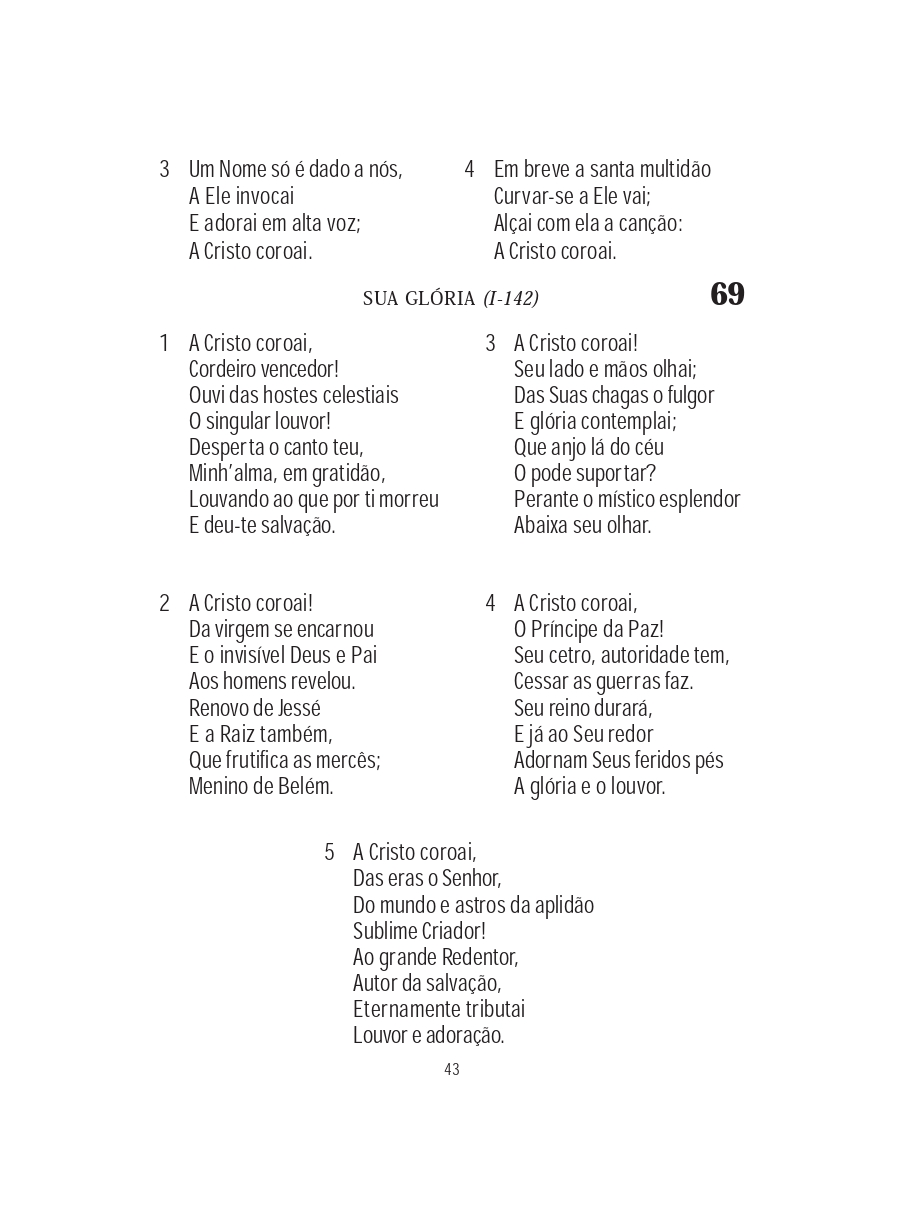 3 Um Nome só é dado a nós,
A Ele invocai
E adorai em alta voz;
A Cristo coroai.
4 Em breve a santa multidão
Curvar-se a Ele vai;
Alçai com ela a canção:
A Cristo coroai.
SUA GLÓRIA (I-142) 69
1 A Cristo coroai,
Cordeiro vencedor!
Ouvi das hostes celestiais
O singular louvor!
Desperta o canto teu,
Minh’alma, em gratidão,
Louvando ao que por ti morreu
E deu-te salvação.
2 A Cristo coroai!
Da virgem se encarnou
E o invisível Deus e Pai
Aos homens revelou.
Renovo de Jessé
E a Raiz também,
Que frutifica as mercês;
Menino de Belém.
3 A Cristo coroai!
Seu lado e mãos olhai;
Das Suas chagas o fulgor
E glória contemplai;
Que anjo lá do céu
O pode suportar?
Perante o místico esplendor
Abaixa seu olhar.
4 A Cristo coroai,
O Príncipe da Paz!
Seu cetro, autoridade tem,
Cessar as guerras faz.
Seu reino durará,
E já ao Seu redor
Adornam Seus feridos pés
A glória e o louvor.
5 A Cristo coroai,
Das eras o Senhor,
Do mundo e astros da aplidão
Sublime Criador!
Ao grande Redentor,
Autor da salvação,
Eternamente tributai
Louvor e adoração.
43